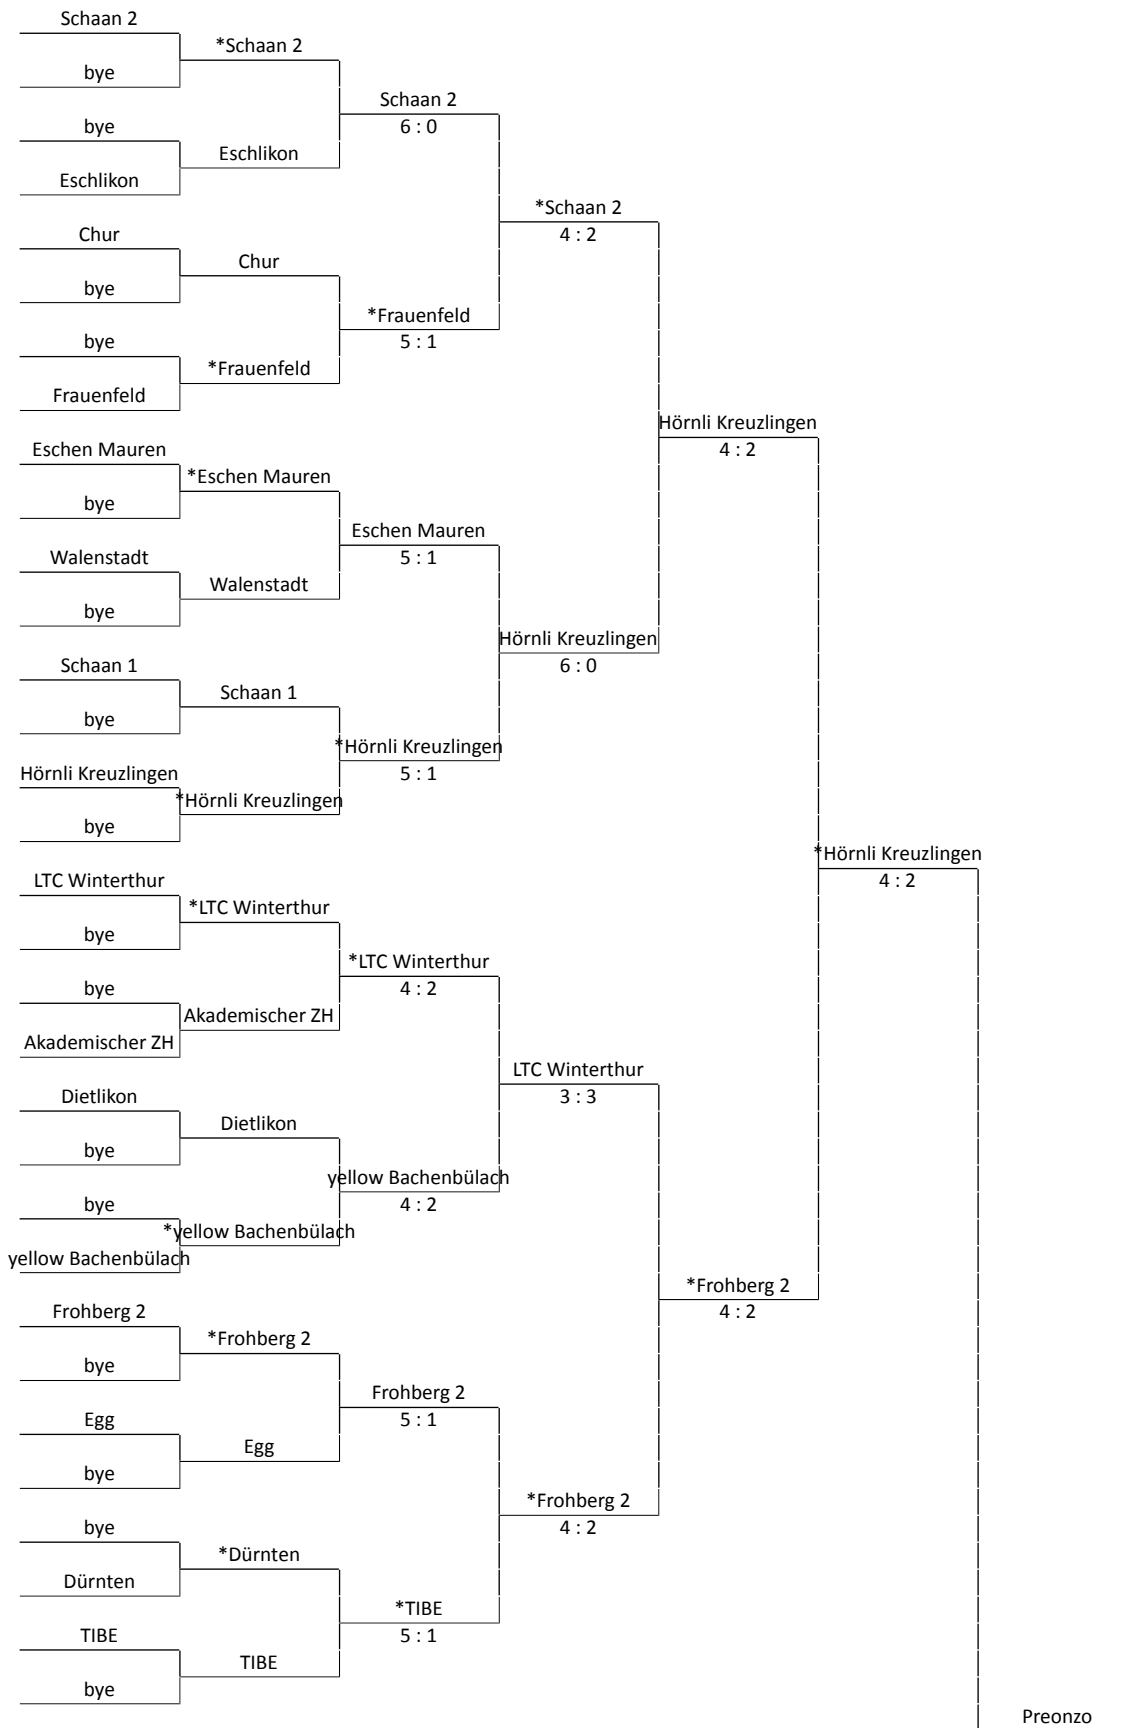 Schaan 2
*Schaan 2
bye
Schaan 2
bye
6 : 0
Eschlikon
Eschlikon
*Schaan 2
Chur
4 : 2
Chur
bye
*Frauenfeld
bye
5 : 1
*Frauenfeld
Frauenfeld
Hörnli Kreuzlingen
Eschen Mauren
4 : 2
*Eschen Mauren
bye
Eschen Mauren
Walenstadt
5 : 1
Walenstadt
bye
Hörnli Kreuzlingen
Schaan 1
6 : 0
Schaan 1
bye
*Hörnli Kreuzlingen
Hörnli Kreuzlingen
5 : 1
*Hörnli Kreuzlingen
bye
*Hörnli Kreuzlingen
LTC Winterthur
4 : 2
*LTC Winterthur
bye
*LTC Winterthur
bye
4 : 2
Akademischer ZH
Akademischer ZH
LTC Winterthur
Dietlikon
3 : 3
Dietlikon
bye
yellow Bachenbülach
bye
4 : 2
*yellow Bachenbülach
yellow Bachenbülach
*Frohberg 2
Frohberg 2
4 : 2
*Frohberg 2
bye
Frohberg 2
Egg
5 : 1
Egg
bye
*Frohberg 2
bye
4 : 2
*Dürnten
Dürnten
*TIBE
TIBE
5 : 1
TIBE
bye
Preonzo